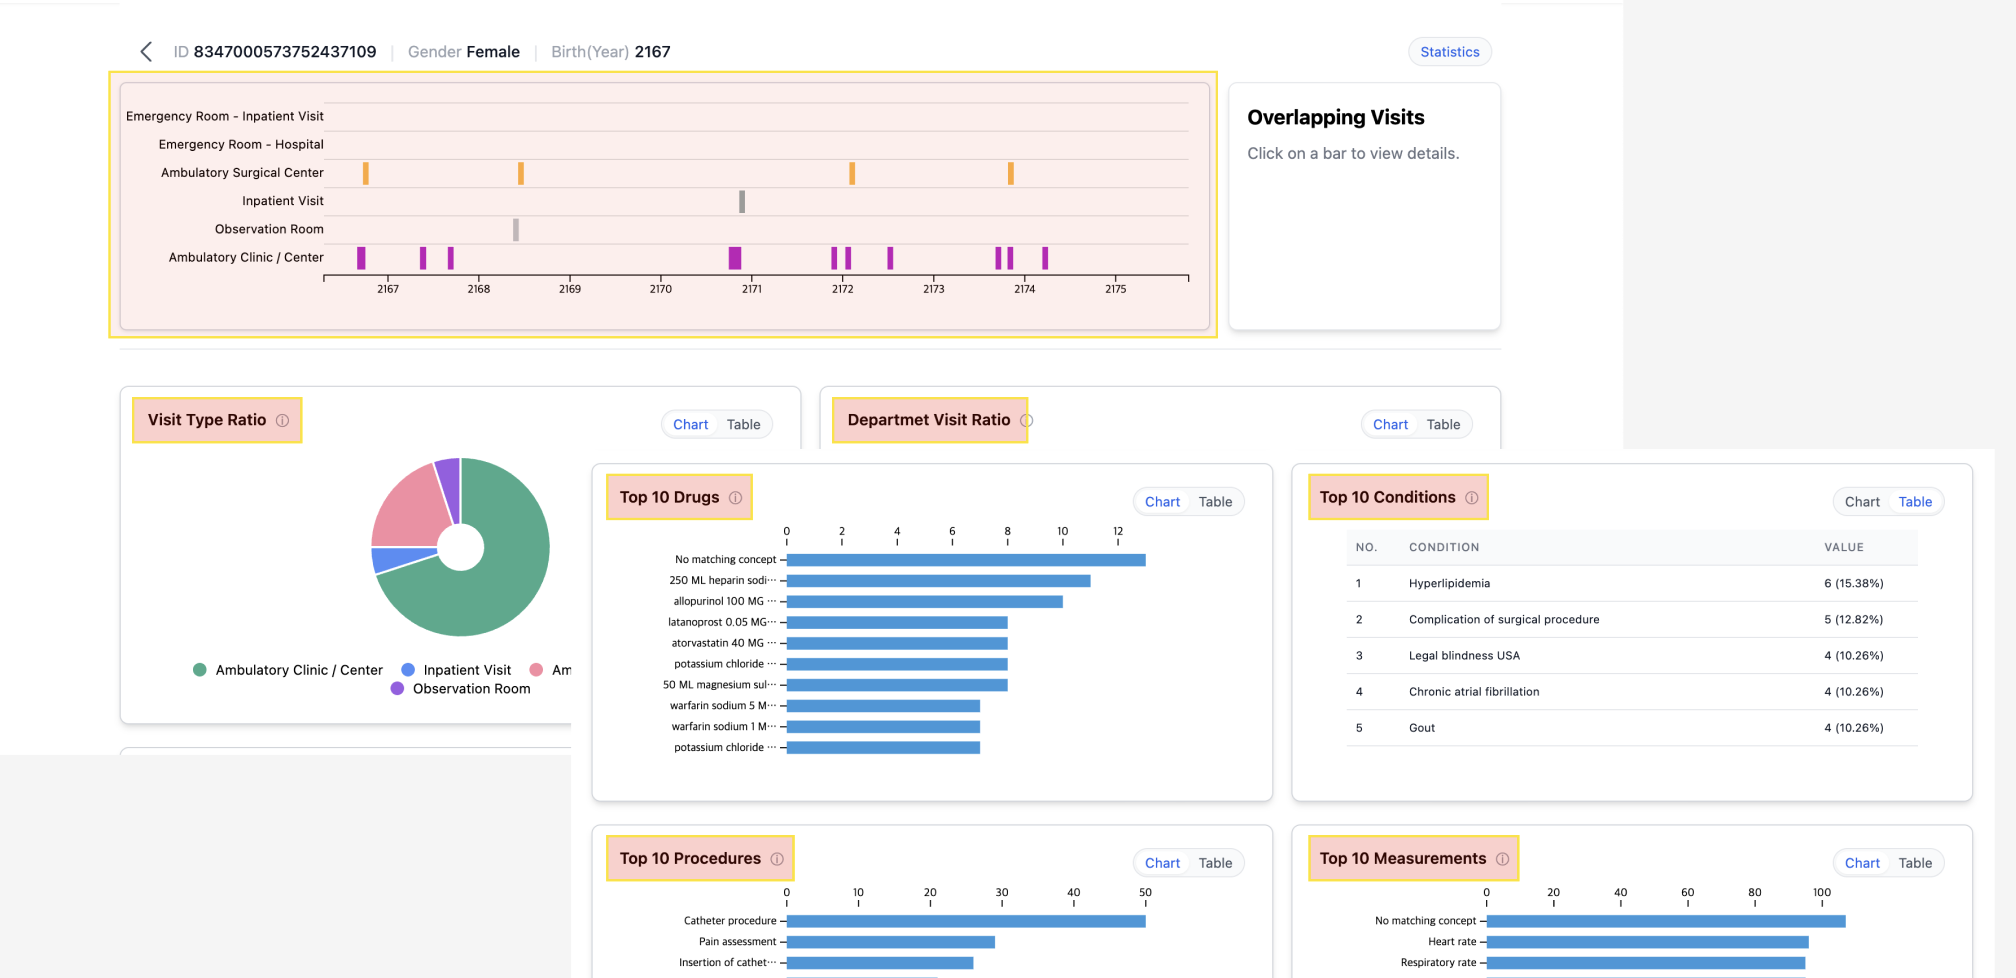 ID 8347000573752437109 Gender Female Birth(Year) 2167
Statistics
Emergency Room - Inpatient Visit
Emergency Room - Hospital
Ambulatory Surgical Center
Inpatient Visit
Observation Room
Ambulatory Clinic / Center
2167 2168 2169 2170 2171 2172 2173 2174 2175
Overlapping Visits
Click on a bar to view details.
Visit Type Ratio
Chart Table
Ambulatory Clinic / Center Inpatient Visit Am
Observation Room
Departmet Visit Ratio
Chart Table
Top 10 Drugs
Chart Table
0 2 4 6 8 10 12
No matching concept
250 ML heparin sodi···
allopurinol 100 MG ···
latanoprost 0.05 MG···
atorvastatin 40 MG ···
potassium chloride ···
50 ML magnesium sul···
warfarin sodium 5 M···
warfarin sodium 1 M···
potassium chloride ···
Top 10 Conditions
Chart Table
NO. CONDITION VALUE
1 Hyperlipidemia 6 (15.38%)
2 Complication of surgical procedure 5 (12.82%)
3 Legal blindness USA 4 (10.26%)
4 Chronic atrial fibrillation 4 (10.26%)
5 Gout 4 (10.26%)
Top 10 Procedures
Chart Table
0 10 20 30 40 50
Catheter procedure
Pain assessment
Insertion of cathet···
Top 10 Measurements
Chart Table
0 20 40 60 80 100
No matching concept
Heart rate
Respiratory rate